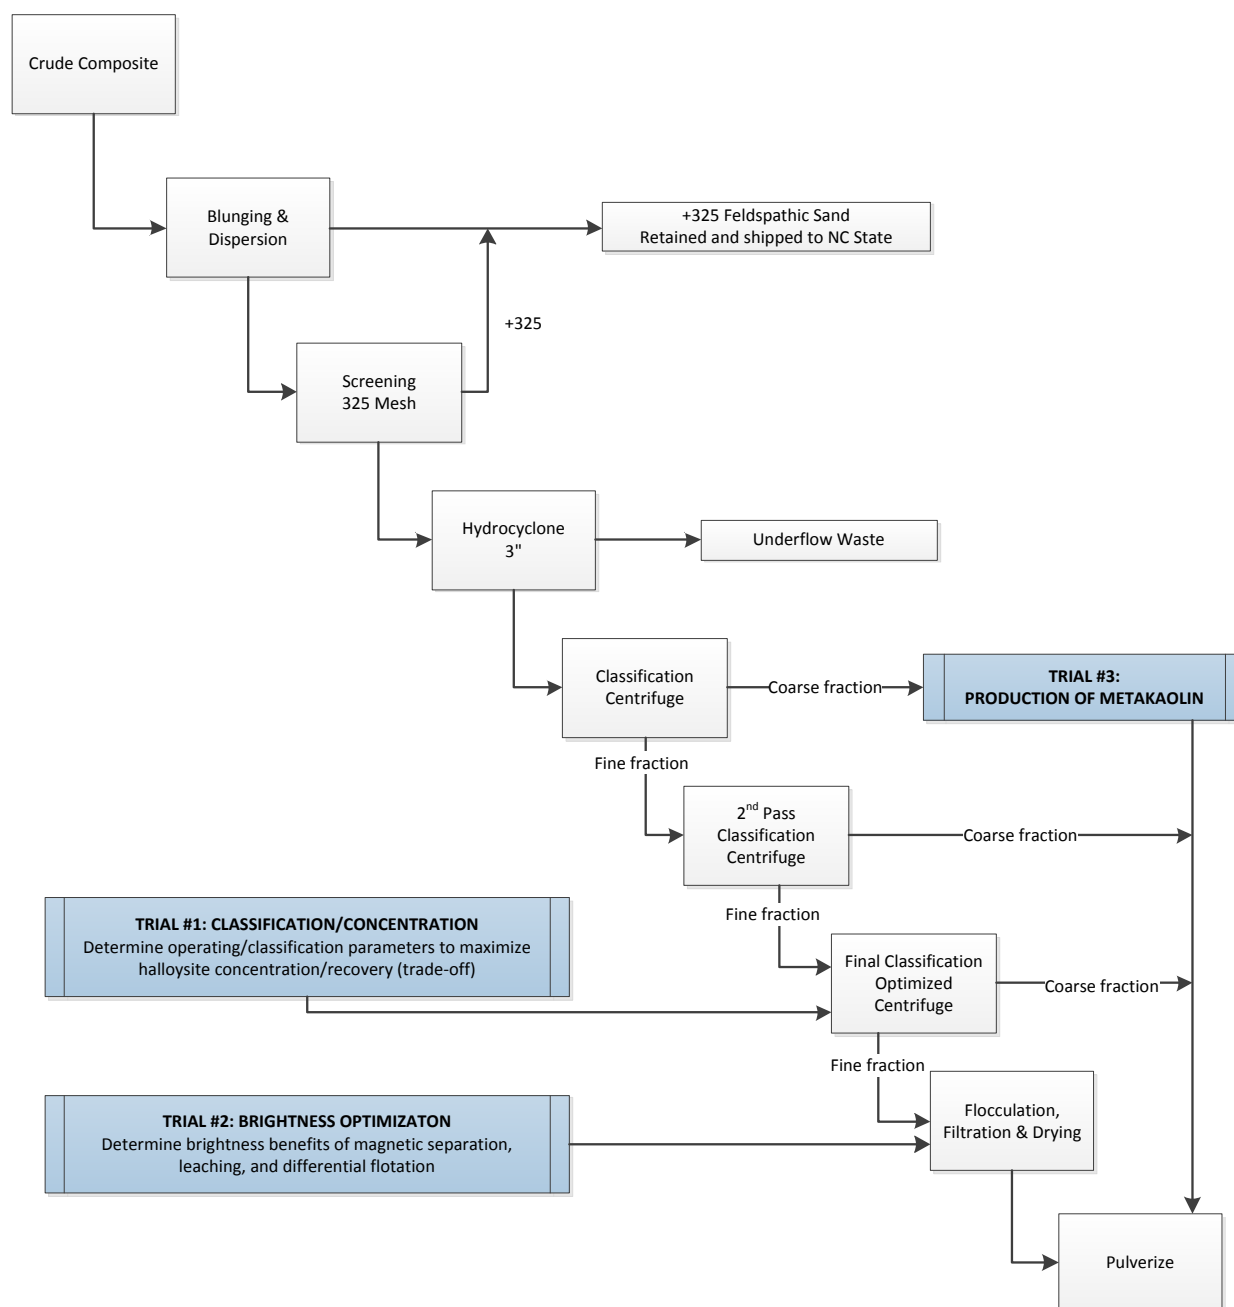 Crude Composite
Blunging &
Dispersion
+325 Feldspathic Sand
Retained and shipped to NC State
+325
Screening
325 Mesh
Hydrocyclone
3"
Underflow Waste
Classification
Centrifuge
Coarse fraction
TRIAL #3:
PRODUCTION OF METAKAOLIN
Fine fraction
2nd Pass
Classification
Centrifuge
Coarse fraction
Fine fraction
TRIAL #1: CLASSIFICATION/CONCENTRATION
Determine operating/classification parameters to maximize
halloysite concentration/recovery (trade-off)
Final Classification
Optimized
Centrifuge
Coarse fraction
Fine fraction
TRIAL #2: BRIGHTNESS OPTIMIZATON
Determine brightness benefits of magnetic separation,
leaching, and differential flotation
Flocculation,
Filtration & Drying
Pulverize